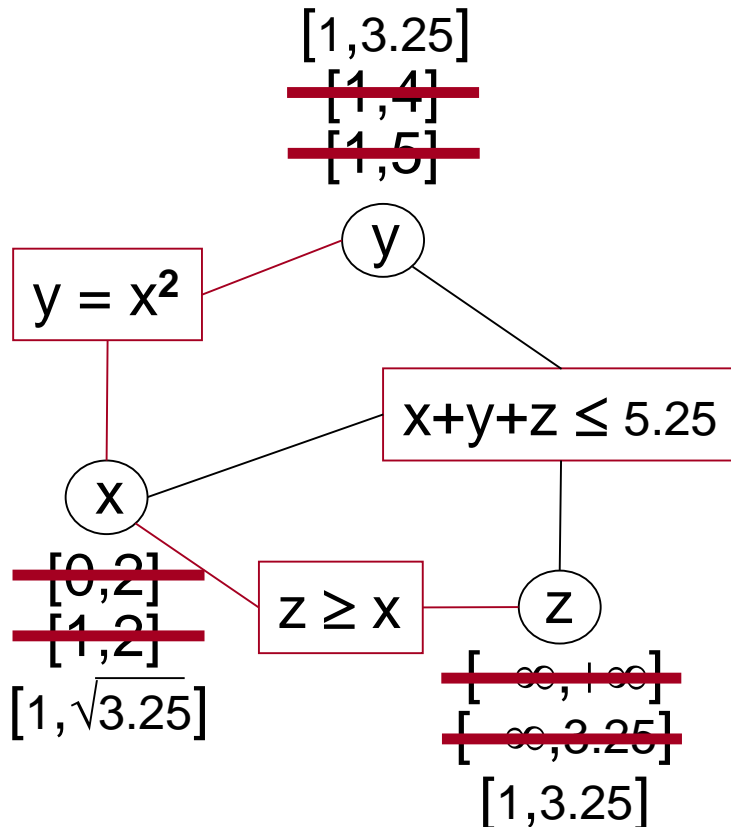 [1,3.25]
[1,4]
[1,5]
y
y = x²
x+y+z ≤ 5.25
x
[0,2]
[1,2]
[1,√3.25]
z ≥ x
z
[-∞,+∞]
[-∞,3.25]
[1,3.25]